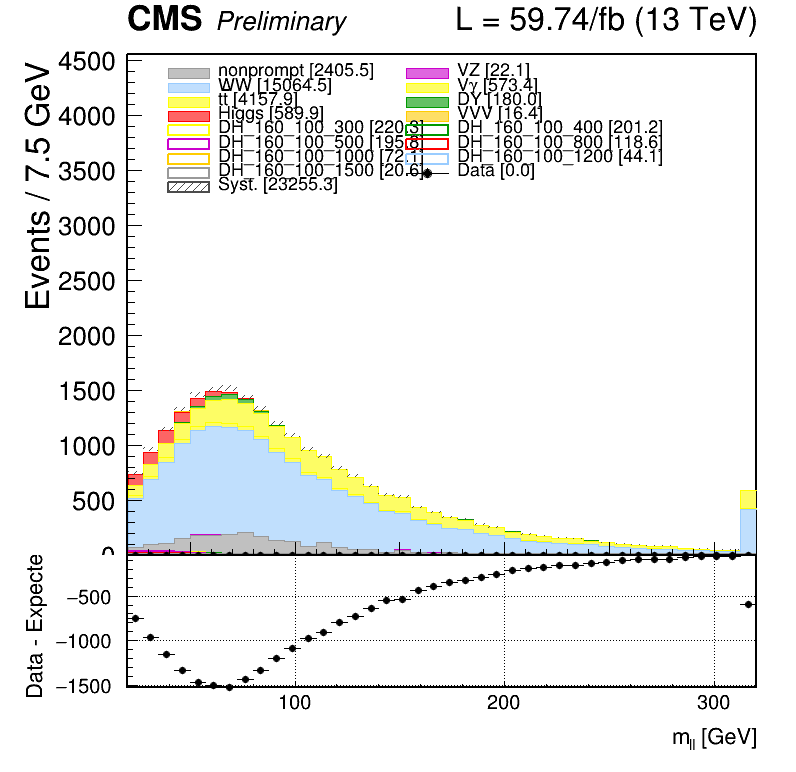 CMS Preliminary L = 59.74/fb (13 TeV)
Events / 7.5 GeV
4500
4000
3500
3000
2500
2000
1500
1000
500
0
nonprompt [2405.5] VZ [22.1]
WW [15064.5] Vγ [573.4]
tt [4157.9] DY [180.0]
Higgs [589.9] VVV [16.4]
DH_160_100_300 [220.3] DH_160_100_400 [201.2]
DH_160_100_500 [195.8] DH_160_100_800 [118.6]
DH_160_100_1000 [72.1] DH_160_100_1200 [44.1]
DH_160_100_1500 [20.6] Data [0.0]
Syst. [23255.3]
Data - Expecte
−500
−1000
−1500
100 200 300
m_ll [GeV]